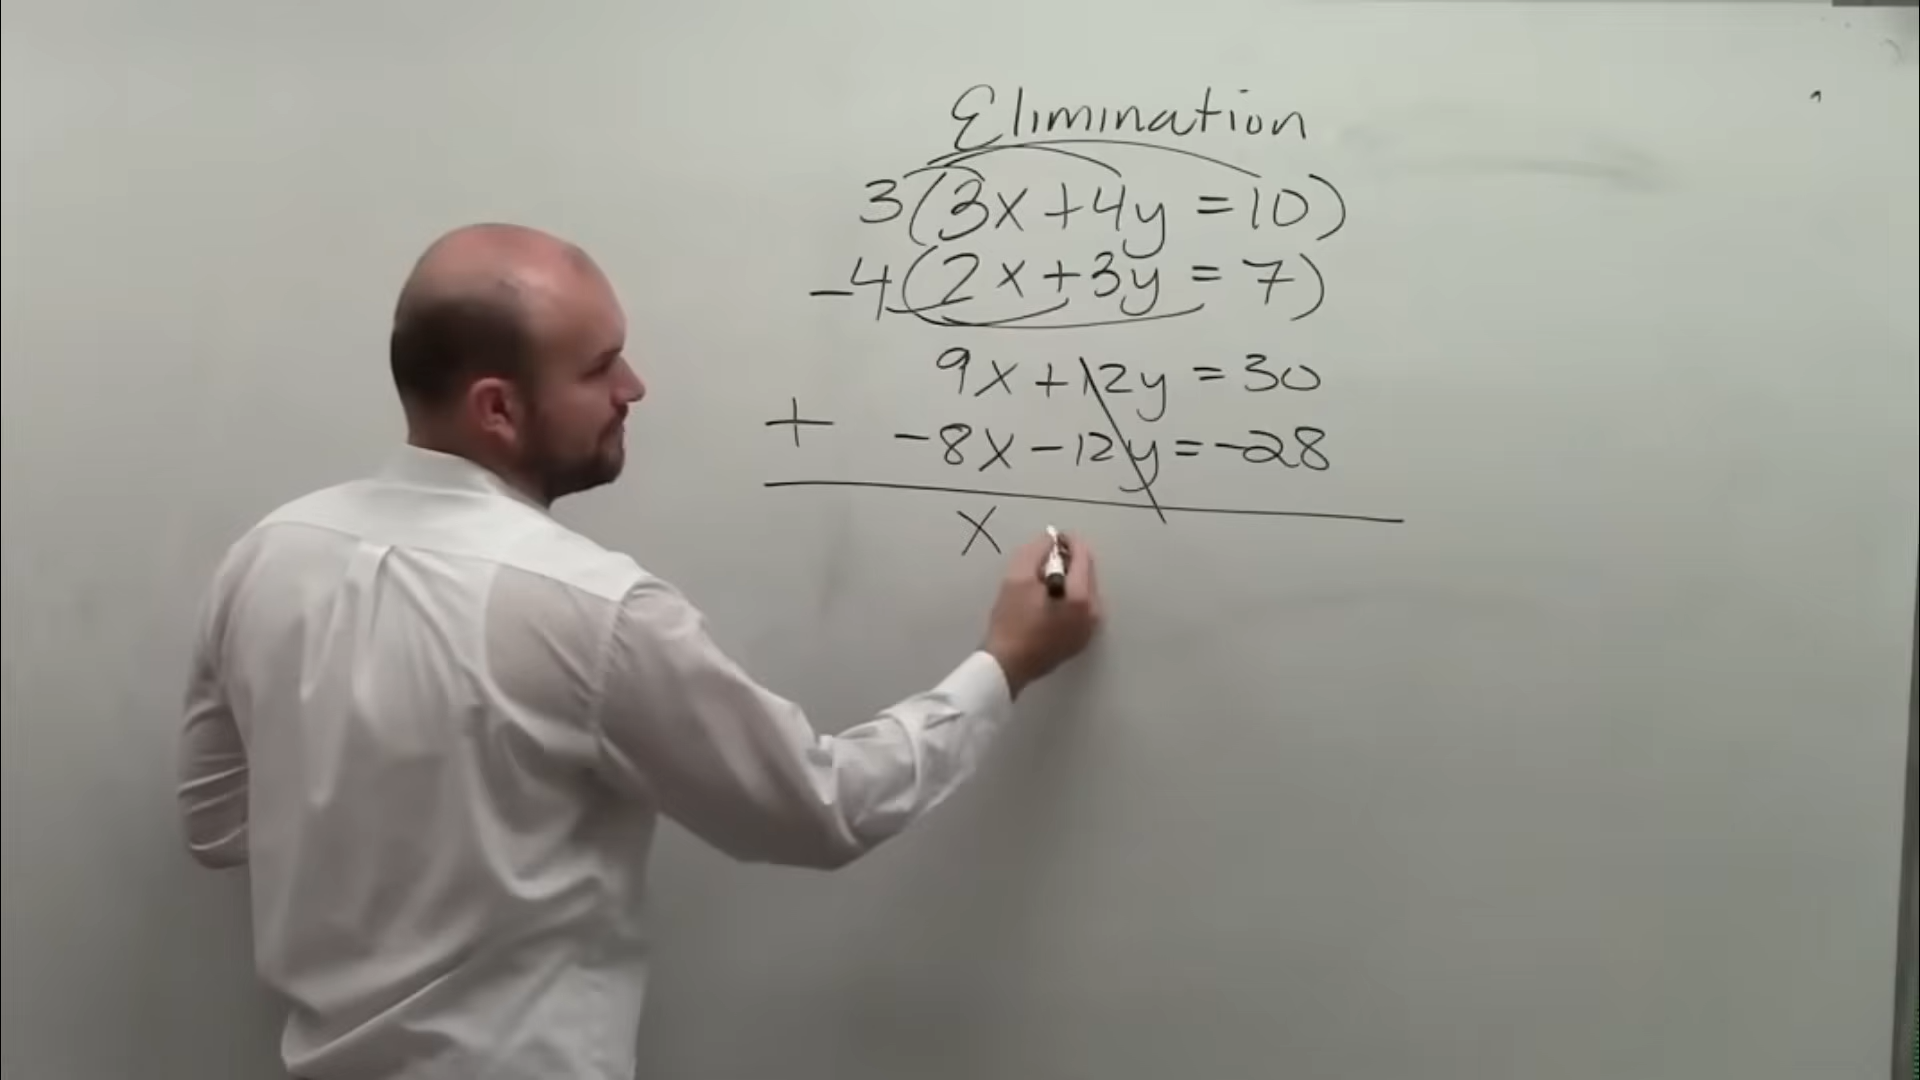 Elimination
3(3x+4y=10)
-4(2x+3y=7)
9x+12y=30
+ -8x-12y=-28
x